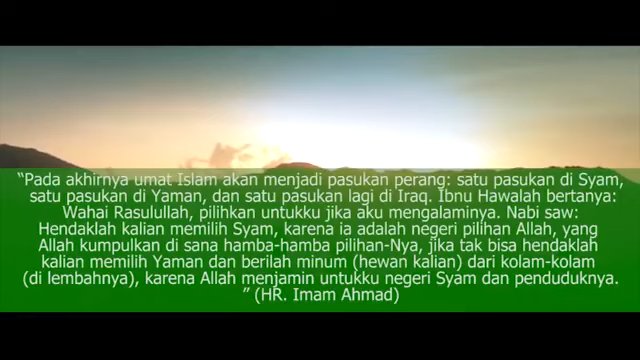 “Pada akhirnya umat Islam akan menjadi pasukan perang: satu pasukan di Syam,
satu pasukan di Yaman, dan satu pasukan lagi di Iraq. Ibnu Hawalah bertanya:
Wahai Rasulullah, pilihkan untukku jika aku mengalaminya. Nabi saw:
Hendaklah kalian memilih Syam, karena ia adalah negeri pilihan Allah, yang
Allah kumpulkan di sana hamba-hamba pilihan-Nya, jika tak bisa hendaklah
kalian memilih Yaman dan berilah minum (hewan kalian) dari kolam-kolam
(di lembahnya), karena Allah menjamin untukku negeri Syam dan penduduknya.
” (HR. Imam Ahmad)